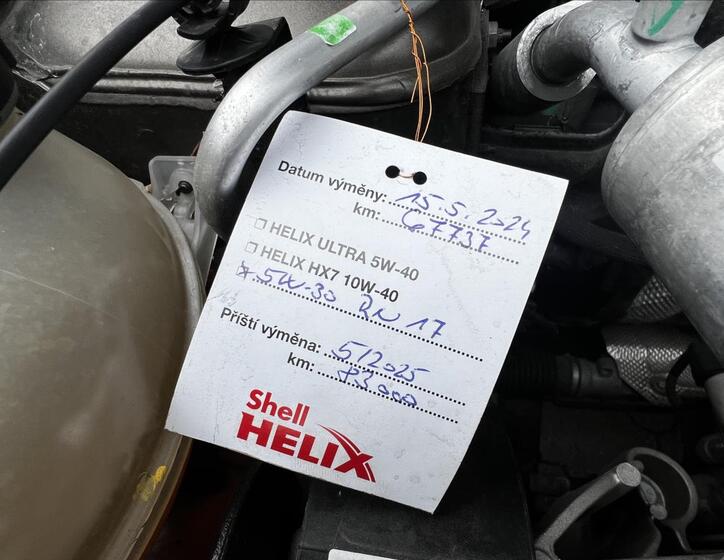 Datum výměny: 15.5.2024
km: 67737
☐ HELIX ULTRA 5W-40
☐ HELIX HX7 10W-40
5W-30 RN 17
Příští výměna: 5/2025
km: 83000
Shell
HELIX